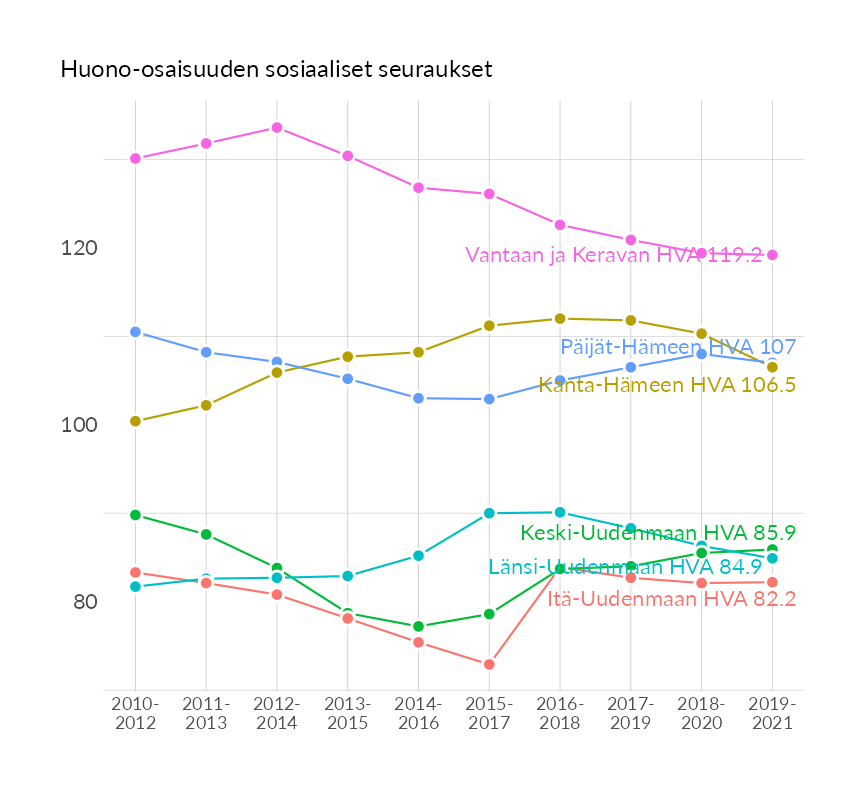 Huono-osaisuuden sosiaaliset seuraukset
120
100
80
Vantaan ja Keravan HVA 119.2
Päijät-Hämeen HVA 107
Kanta-Hämeen HVA 106.5
Keski-Uudenmaan HVA 85.9
Länsi-Uudenmaan HVA 84.9
Itä-Uudenmaan HVA 82.2
2010- 2011- 2012- 2013- 2014- 2015- 2016- 2017- 2018- 2019-
2012 2013 2014 2015 2016 2017 2018 2019 2020 2021